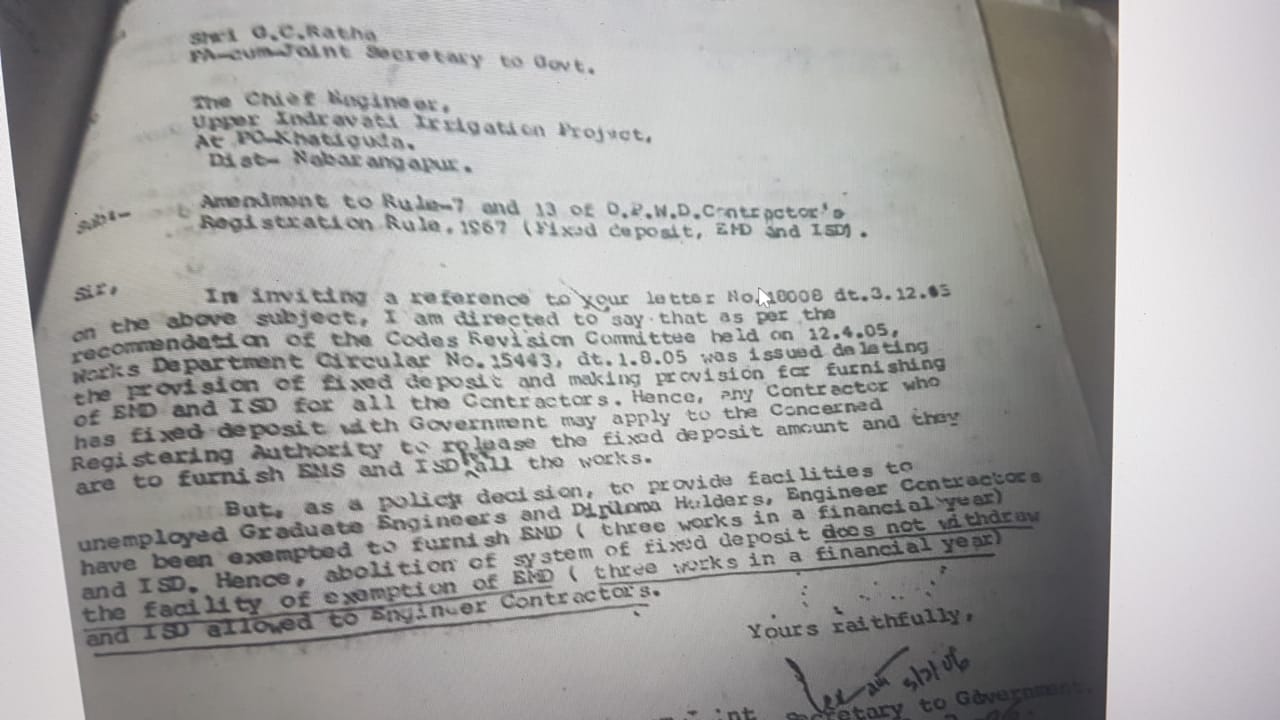 Shri G.C.Ratha
FA-cum-Joint Secretary to Govt.
The Chief Engineer,
Upper Indravati Irrigation Project,
At PO-Khatiguda.
Dist- Nabarangapur.
Sub:- Amendment to Rule-7 and 13 of O.P.W.D.Contractor's
Registration Rule, 1967 (Fixed deposit, EMD and ISD).
Sir,
In inviting a reference to your letter No.18008 dt.3.12.05
on the above subject, I am directed to say that as per the
recommendation of the Codes Revision Committee held on 12.4.05,
Works Department Circular No.15443, dt.1.8.05 was issued deleting
the provision of fixed deposit and making provision for furnishing
of EMD and ISD for all the Contractors. Hence, any Contractor who
has fixed deposit with Government may apply to the Concerned
Registering Authority to release the fixed deposit amount and they
are to furnish EMS and ISD all the works.
But, as a policy decision, to provide facilities to
unemployed Graduate Engineers and Diploma Holders, Engineer Contractors
have been exempted to furnish EMD ( three works in a financial year)
and ISD. Hence, abolition of system of fixed deposit does not withdraw
the facility of exemption of EMD ( three works in a financial year)
and ISD allowed to Engineer Contractors.
Yours faithfully,
5/2/06
Secretary to Government.